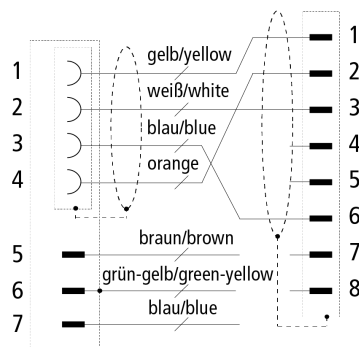 1
gelb/yellow
1
2
weiß/white
2
3
blau/blue
3
4
orange
4
5
6
5
braun/brown
7
6
grün-gelb/green-yellow
8
7
blau/blue